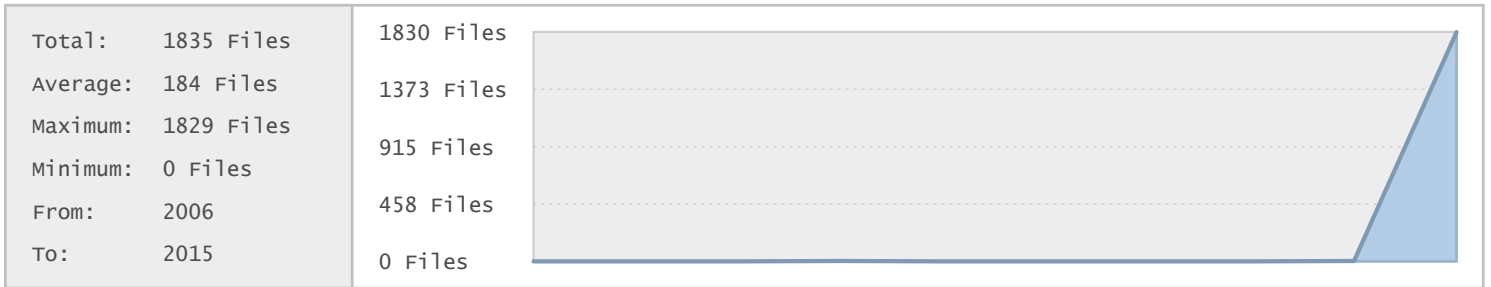 Total: 1835 Files
Average: 184 Files
Maximum: 1829 Files
Minimum: 0 Files
From: 2006
To: 2015
1830 Files
1373 Files
915 Files
458 Files
0 Files